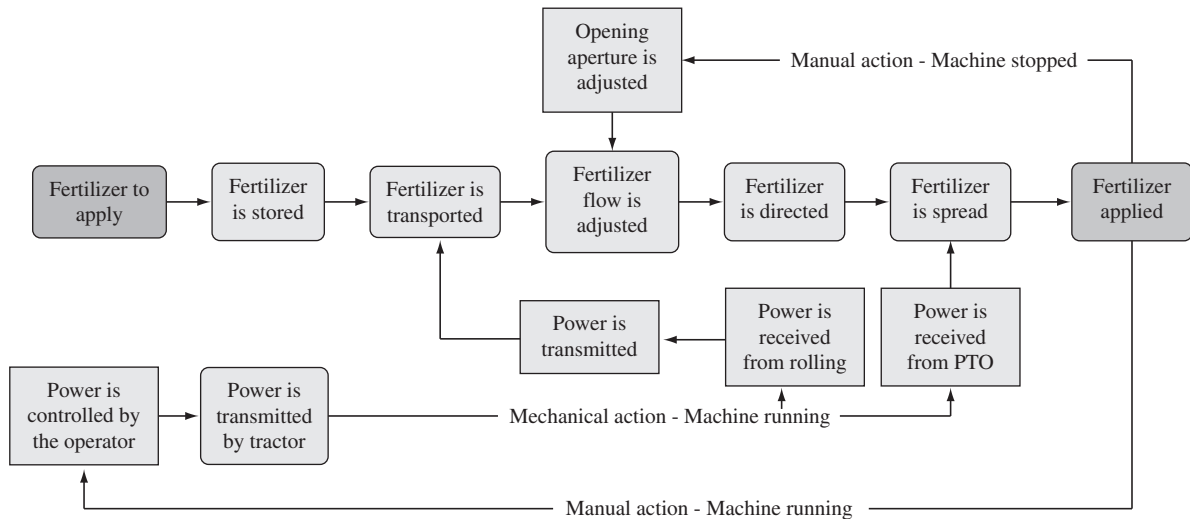 Opening
aperture is
adjusted
Manual action - Machine stopped
Fertilizer to
apply
Fertilizer
is stored
Fertilizer is
transported
Fertilizer
flow is
adjusted
Fertilizer
is directed
Fertilizer
is spread
Fertilizer
applied
Power is
transmitted
Power is
received
from rolling
Power is
received
from PTO
Power is
controlled by
the operator
Power is
transmitted
by tractor
Mechanical action - Machine running
Manual action - Machine running